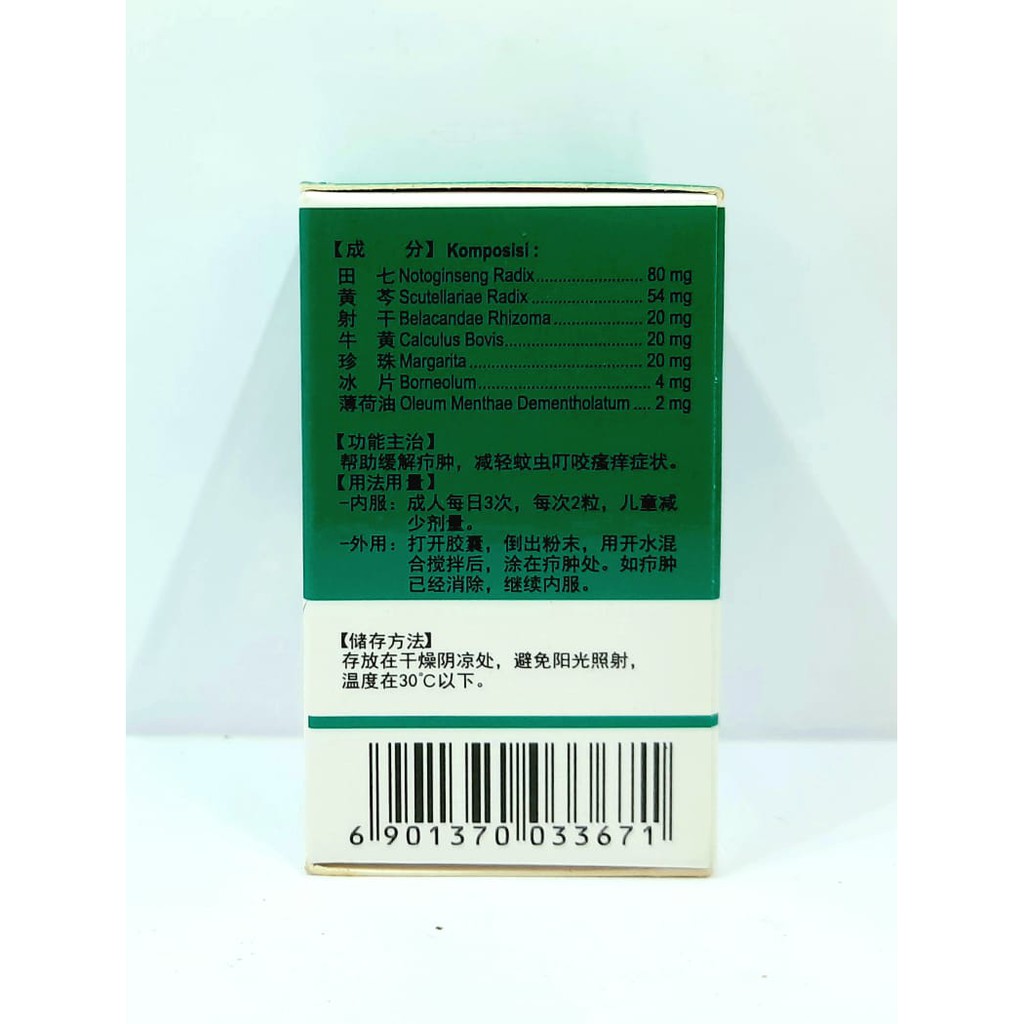 【成 分】 Komposisi :
田 七 Notoginseng Radix........................ 80 mg
黄 芩 Scutellariae Radix......................... 54 mg
射 干 Belacandae Rhizoma.................... 20 mg
牛 黄 Calculus Bovis............................... 20 mg
珍 珠 Margarita....................................... 20 mg
冰 片 Borneolum....................................... 4 mg
薄荷油 Oleum Menthae Dementholatum .... 2 mg
【功能主治】
帮助缓解疖肿，减轻蚊虫叮咬瘙痒症状。
【用法用量】
-内服：成人每日3次，每次2粒，儿童减
少剂量。
-外用：打开胶囊，倒出粉末，用开水混
合搅拌后，涂在疖肿处。如疖肿
已经消除，继续内服。
【储存方法】
存放在干燥阴凉处，避免阳光照射，
温度在30℃以下。
6 901370 033671